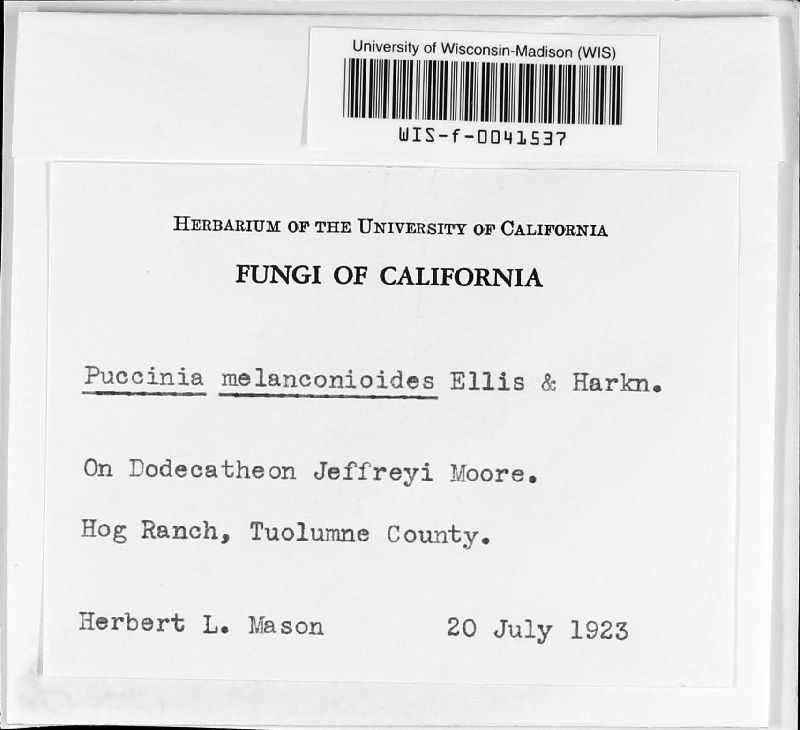 University of Wisconsin-Madison (WIS)
WIS-f-0041537
HERBARIUM OF THE UNIVERSITY OF CALIFORNIA
FUNGI OF CALIFORNIA
Puccinia melanconioides Ellis & Harkn.
On Dodecatheon Jeffreyi Moore.
Hog Ranch, Tuolumne County.
Herbert L. Mason 20 July 1923